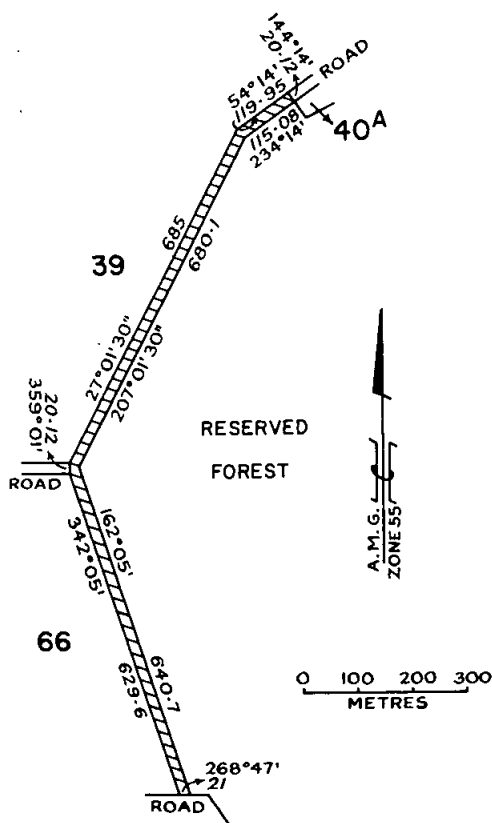 144°14'
20·12
ROAD
54°14'
119·95
115·08
234°14'
40A
685
680·1
39
27°01'30"
207°01'30"
20·12
359°01'
ROAD
RESERVED
FOREST
A.M.G.
ZONE 55
162°05'
342°05'
66
640·7
629·6
0 100 200 300
METRES
268°47'
21
ROAD